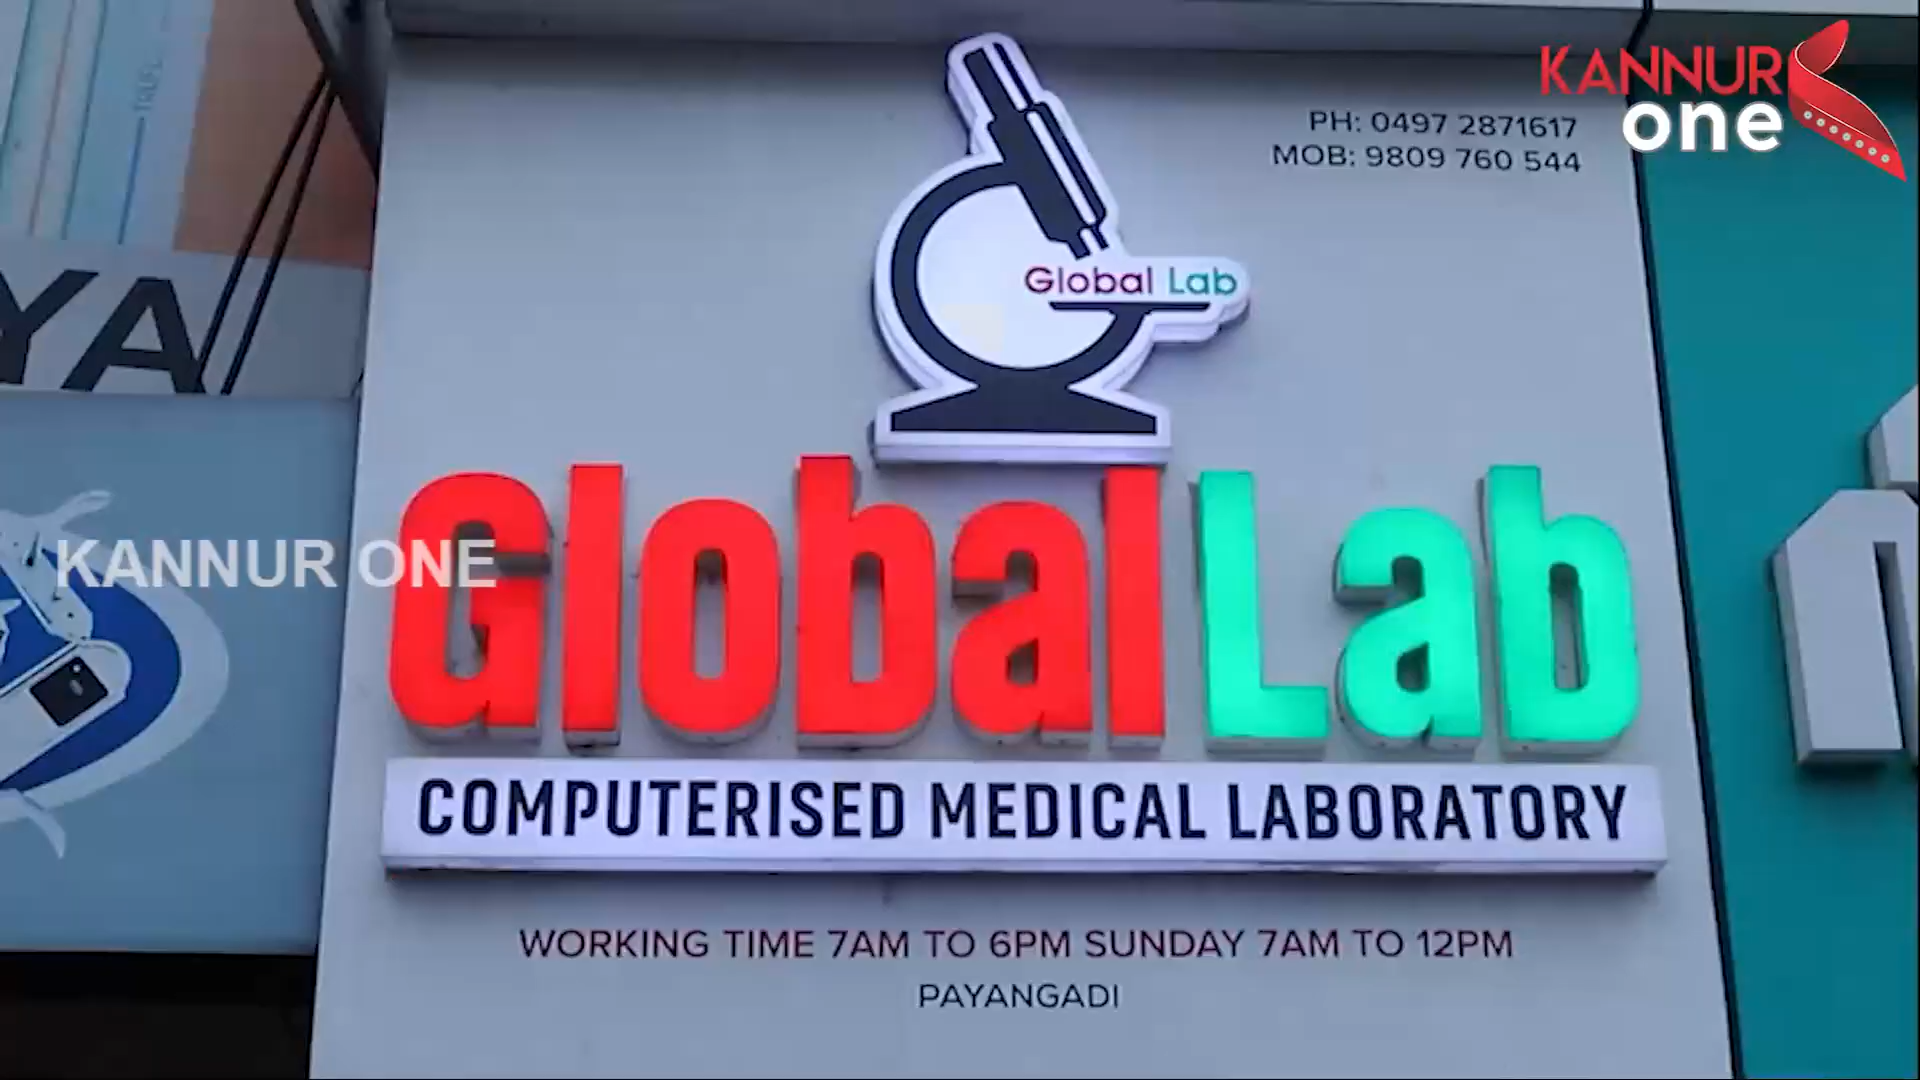 KANNUR
one
PH: 0497 2871617
MOB: 9809 760 544
Global Lab
YA
KANNUR ONE
Global Lab
COMPUTERISED MEDICAL LABORATORY
WORKING TIME 7AM TO 6PM SUNDAY 7AM TO 12PM
PAYANGADI